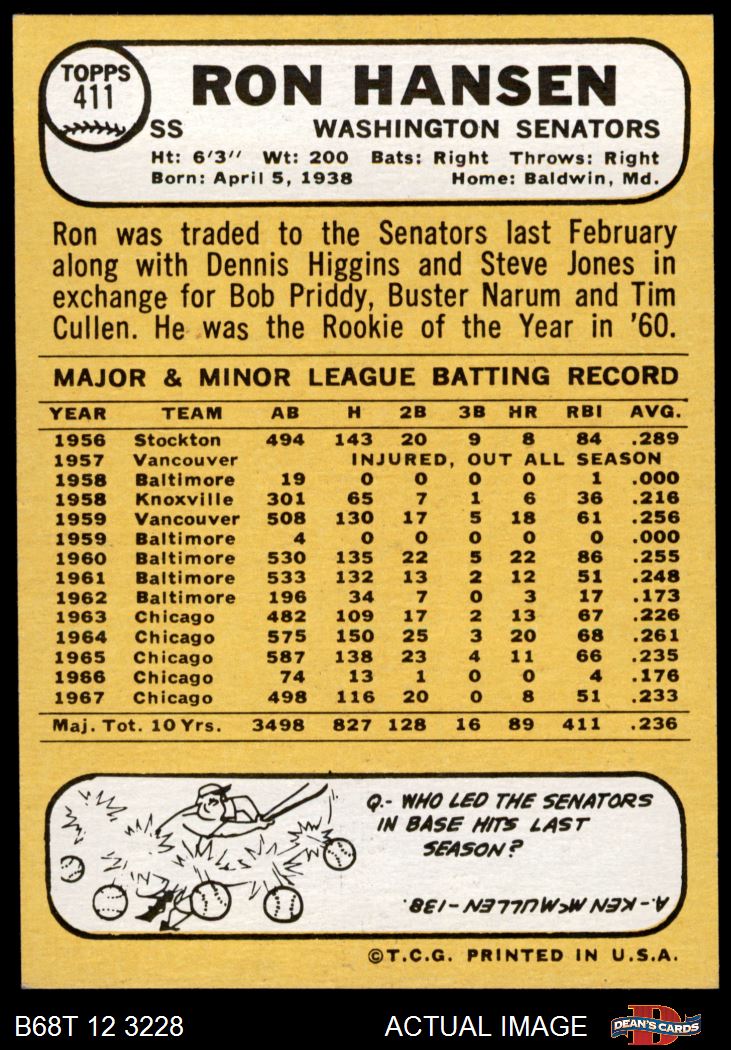 TOPPS
411
RON HANSEN
SS WASHINGTON SENATORS
Ht: 6'3" Wt: 200 Bats: Right Throws: Right
Born: April 5, 1938 Home: Baldwin, Md.
Ron was traded to the Senators last February
along with Dennis Higgins and Steve Jones in
exchange for Bob Priddy, Buster Narum and Tim
Cullen. He was the Rookie of the Year in '60.
MAJOR & MINOR LEAGUE BATTING RECORD
YEAR TEAM AB H 2B 3B HR RBI AVG.
1956 Stockton 494 143 20 9 8 84 .289
1957 Vancouver INJURED, OUT ALL SEASON
1958 Baltimore 19 0 0 0 0 1 .000
1958 Knoxville 301 65 7 1 6 36 .216
1959 Vancouver 508 130 17 5 18 61 .256
1959 Baltimore 4 0 0 0 0 0 .000
1960 Baltimore 530 135 22 5 22 86 .255
1961 Baltimore 533 132 13 2 12 51 .248
1962 Baltimore 196 34 7 0 3 17 .173
1963 Chicago 482 109 17 2 13 67 .226
1964 Chicago 575 150 25 3 20 68 .261
1965 Chicago 587 138 23 4 11 66 .235
1966 Chicago 74 13 1 0 0 4 .176
1967 Chicago 498 116 20 0 8 51 .233
Maj. Tot. 10 Yrs. 3498 827 128 16 89 411 .236
Q.- WHO LED THE SENATORS
IN BASE HITS LAST
SEASON?
A.- KEN McMULLEN - 138.
©T.C.G. PRINTED IN U.S.A.
B68T 12 3228 ACTUAL IMAGE
D
DEAN'S CARDS